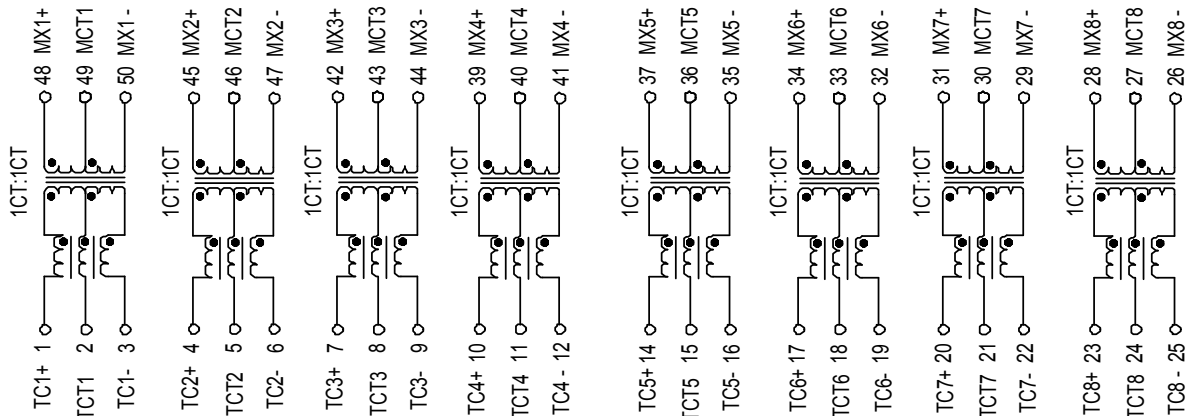 48 MX1+
49 MCT1
50 MX1-
45 MX2+
46 MCT2
47 MX2-
42 MX3+
43 MCT3
44 MX3-
39 MX4+
40 MCT4
41 MX4-
37 MX5+
36 MCT5
35 MX5-
34 MX6+
33 MCT6
32 MX6-
31 MX7+
30 MCT7
29 MX7-
28 MX8+
27 MCT8
26 MX8-
1CT:1CT
1CT:1CT
1CT:1CT
1CT:1CT
1CT:1CT
1CT:1CT
1CT:1CT
1CT:1CT
TC1+ 1
TCT1 2
TC1- 3
TC2+ 4
TCT2 5
TC2- 6
TC3+ 7
TCT3 8
TC3- 9
TC4+ 10
TCT4 11
TC4- 12
TC5+ 14
TCT5 15
TC5- 16
TC6+ 17
TCT6 18
TC6- 19
TC7+ 20
TCT7 21
TC7- 22
TC8+ 23
TCT8 24
TC8- 25